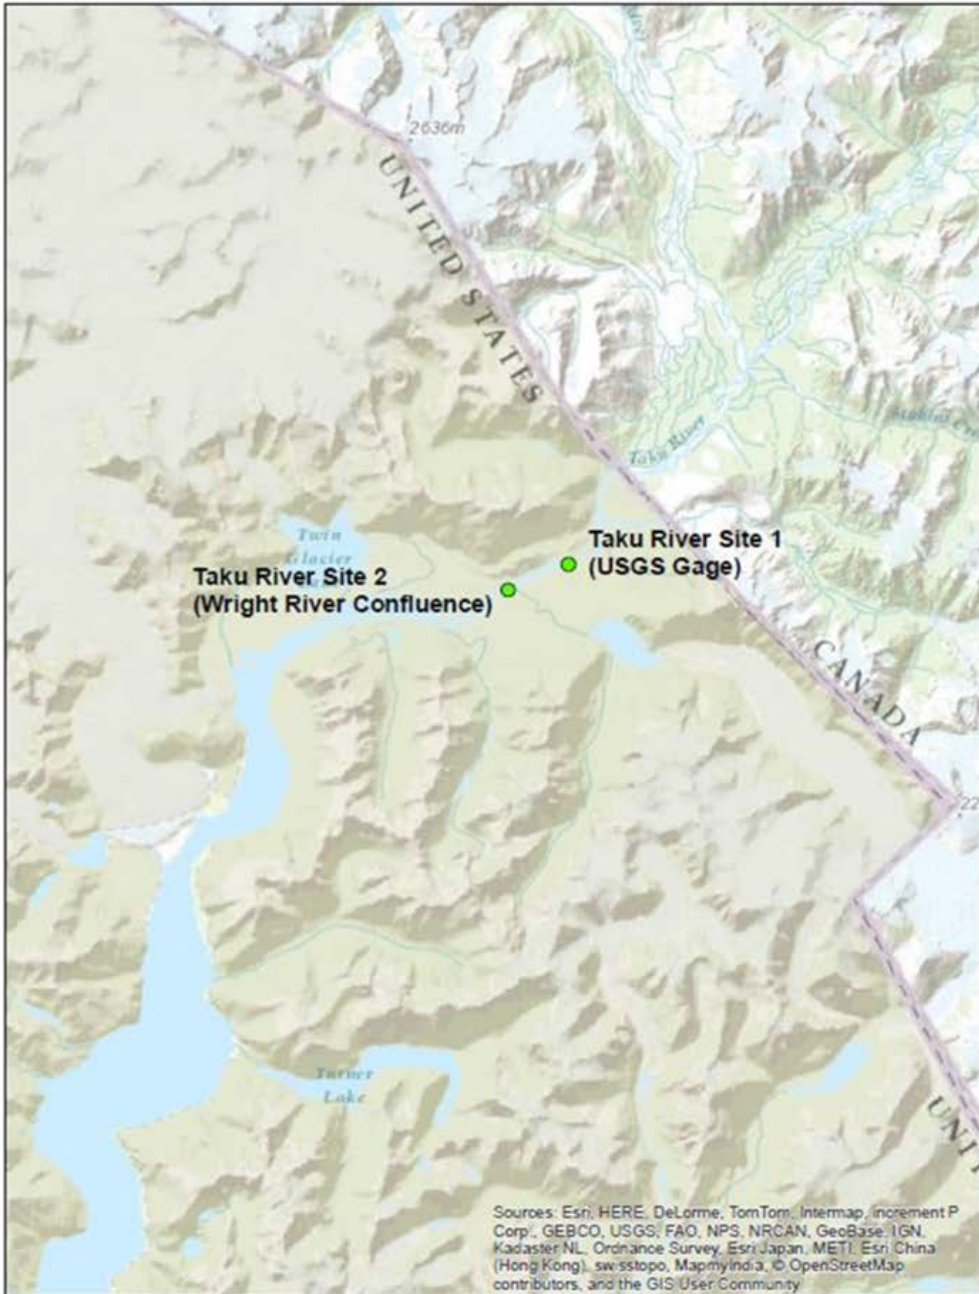 2636m
UNITED STATES
Taku River
Twin
Glacier
Taku River Site 1
(USGS Gage)
Taku River Site 2
(Wright River Confluence)
CANADA
22
Turner
Lake
UNIT
Sources: Esri, HERE, DeLorme, TomTom, Intermap, increment P
Corp., GEBCO, USGS, FAO, NPS, NRCAN, GeoBase, IGN,
Kadaster NL, Ordnance Survey, Esri Japan, METI, Esri China
(Hong Kong), swisstopo, MapmyIndia, © OpenStreetMap
contributors, and the GIS User Community